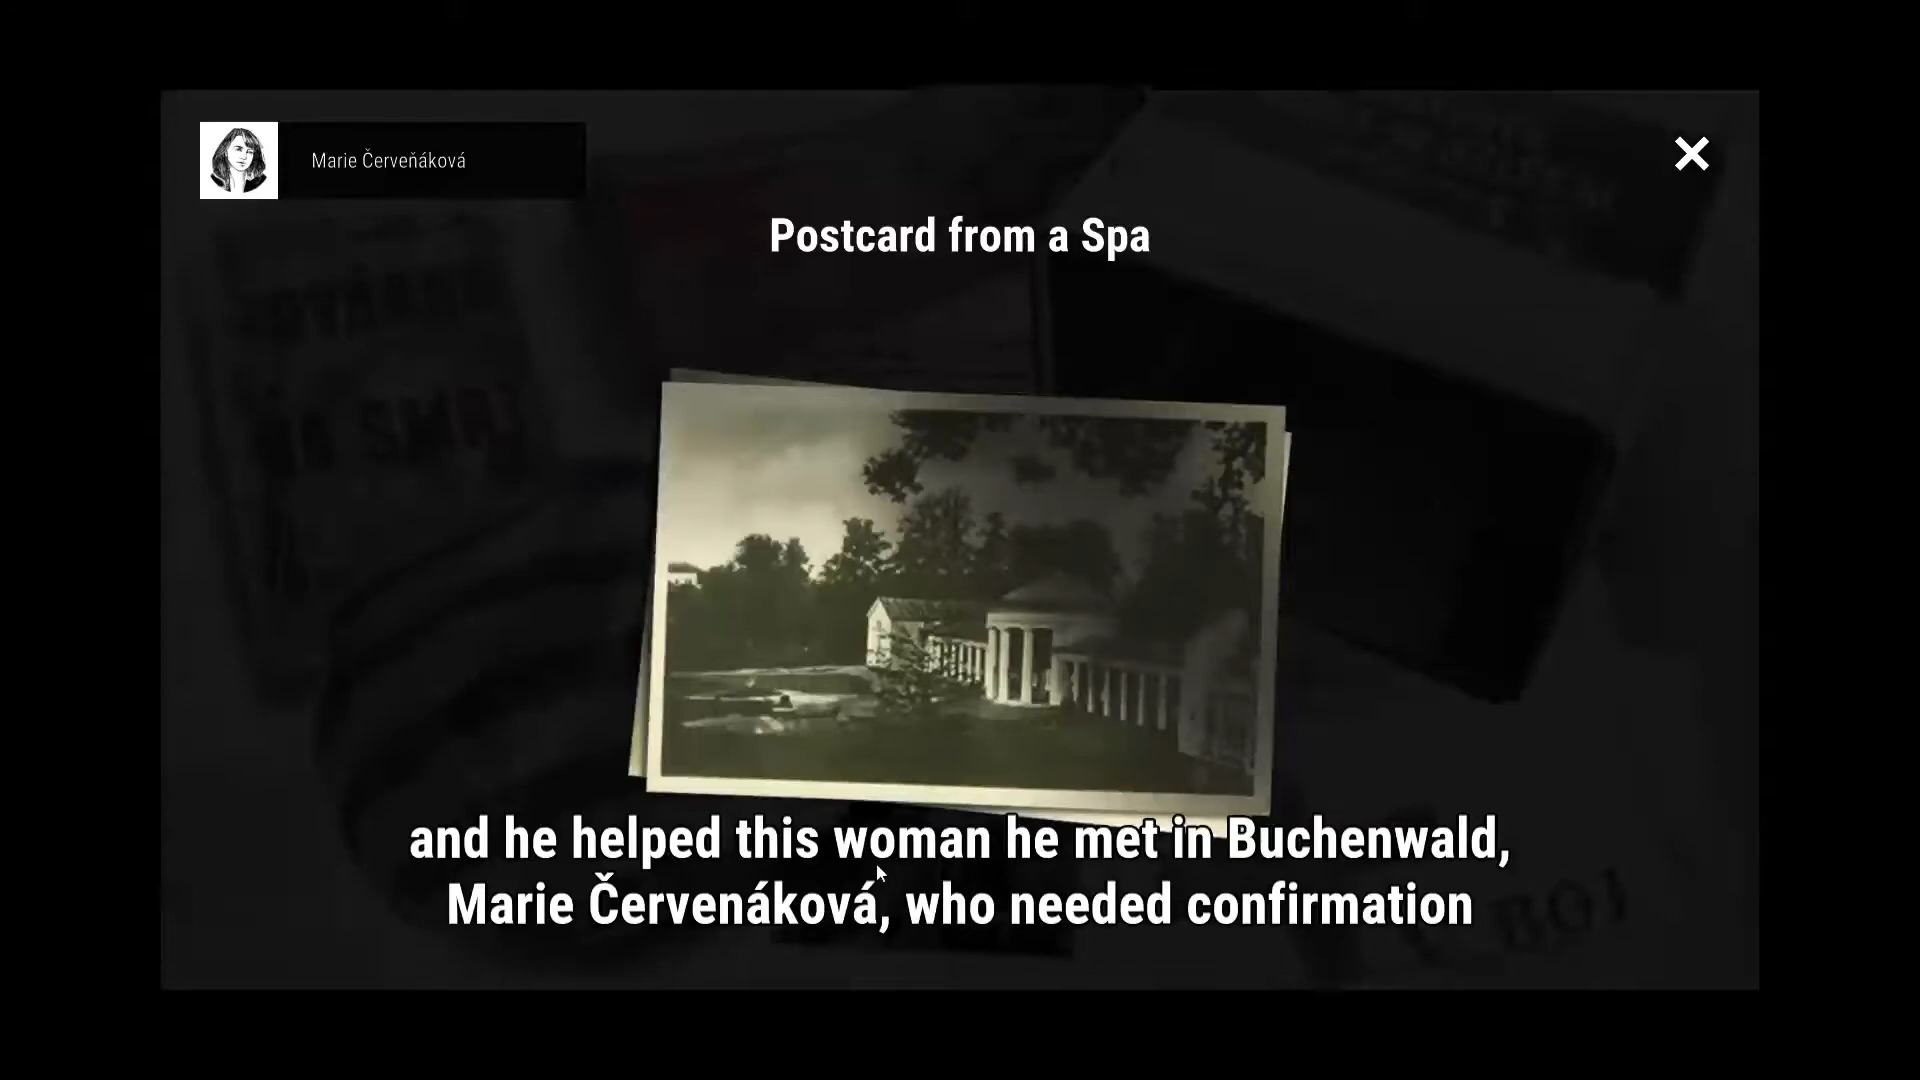 Marie Červeňáková
Postcard from a Spa
and he helped this woman he met in Buchenwald,
Marie Červenáková, who needed confirmation